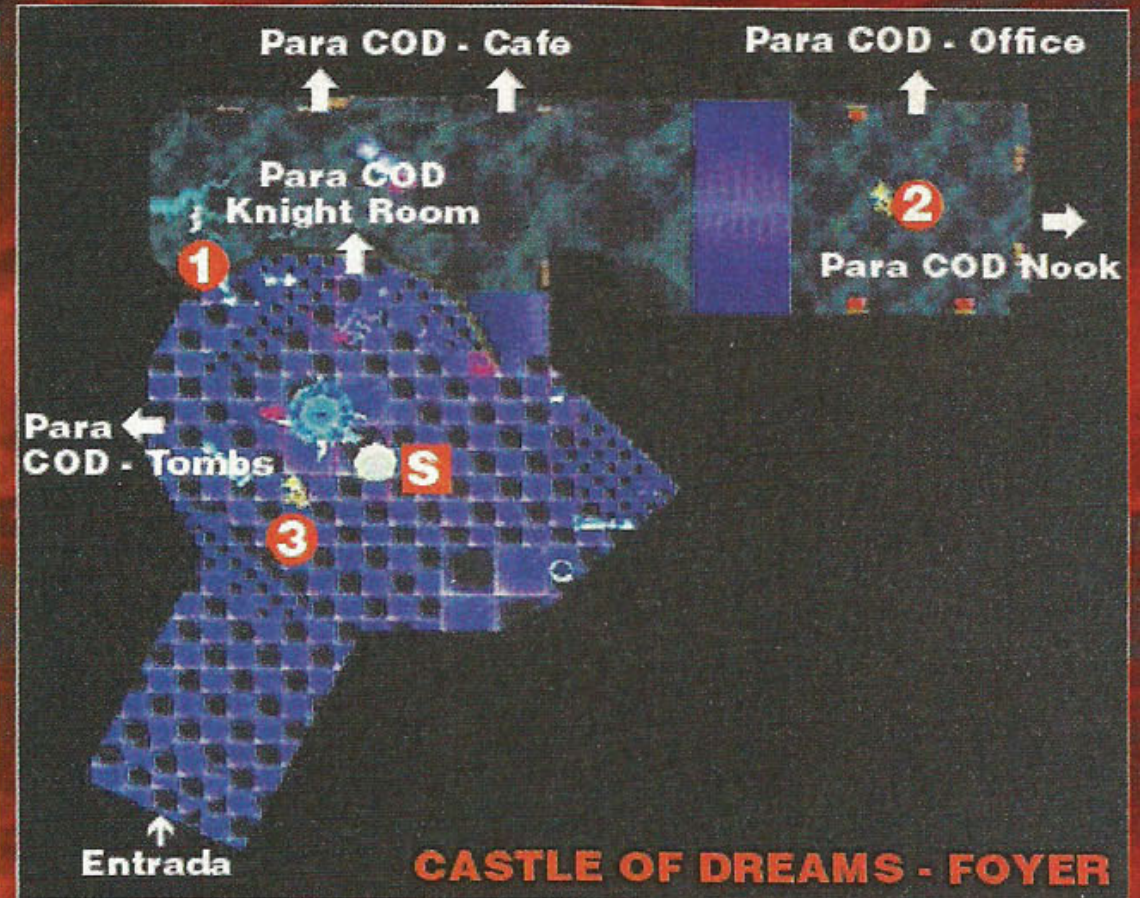 Para COD - Cafe
Para COD - Office
Para COD
Knight Room
1
2
Para COD Nook
Para
COD - Tombs
S
3
Entrada
CASTLE OF DREAMS - FOYER